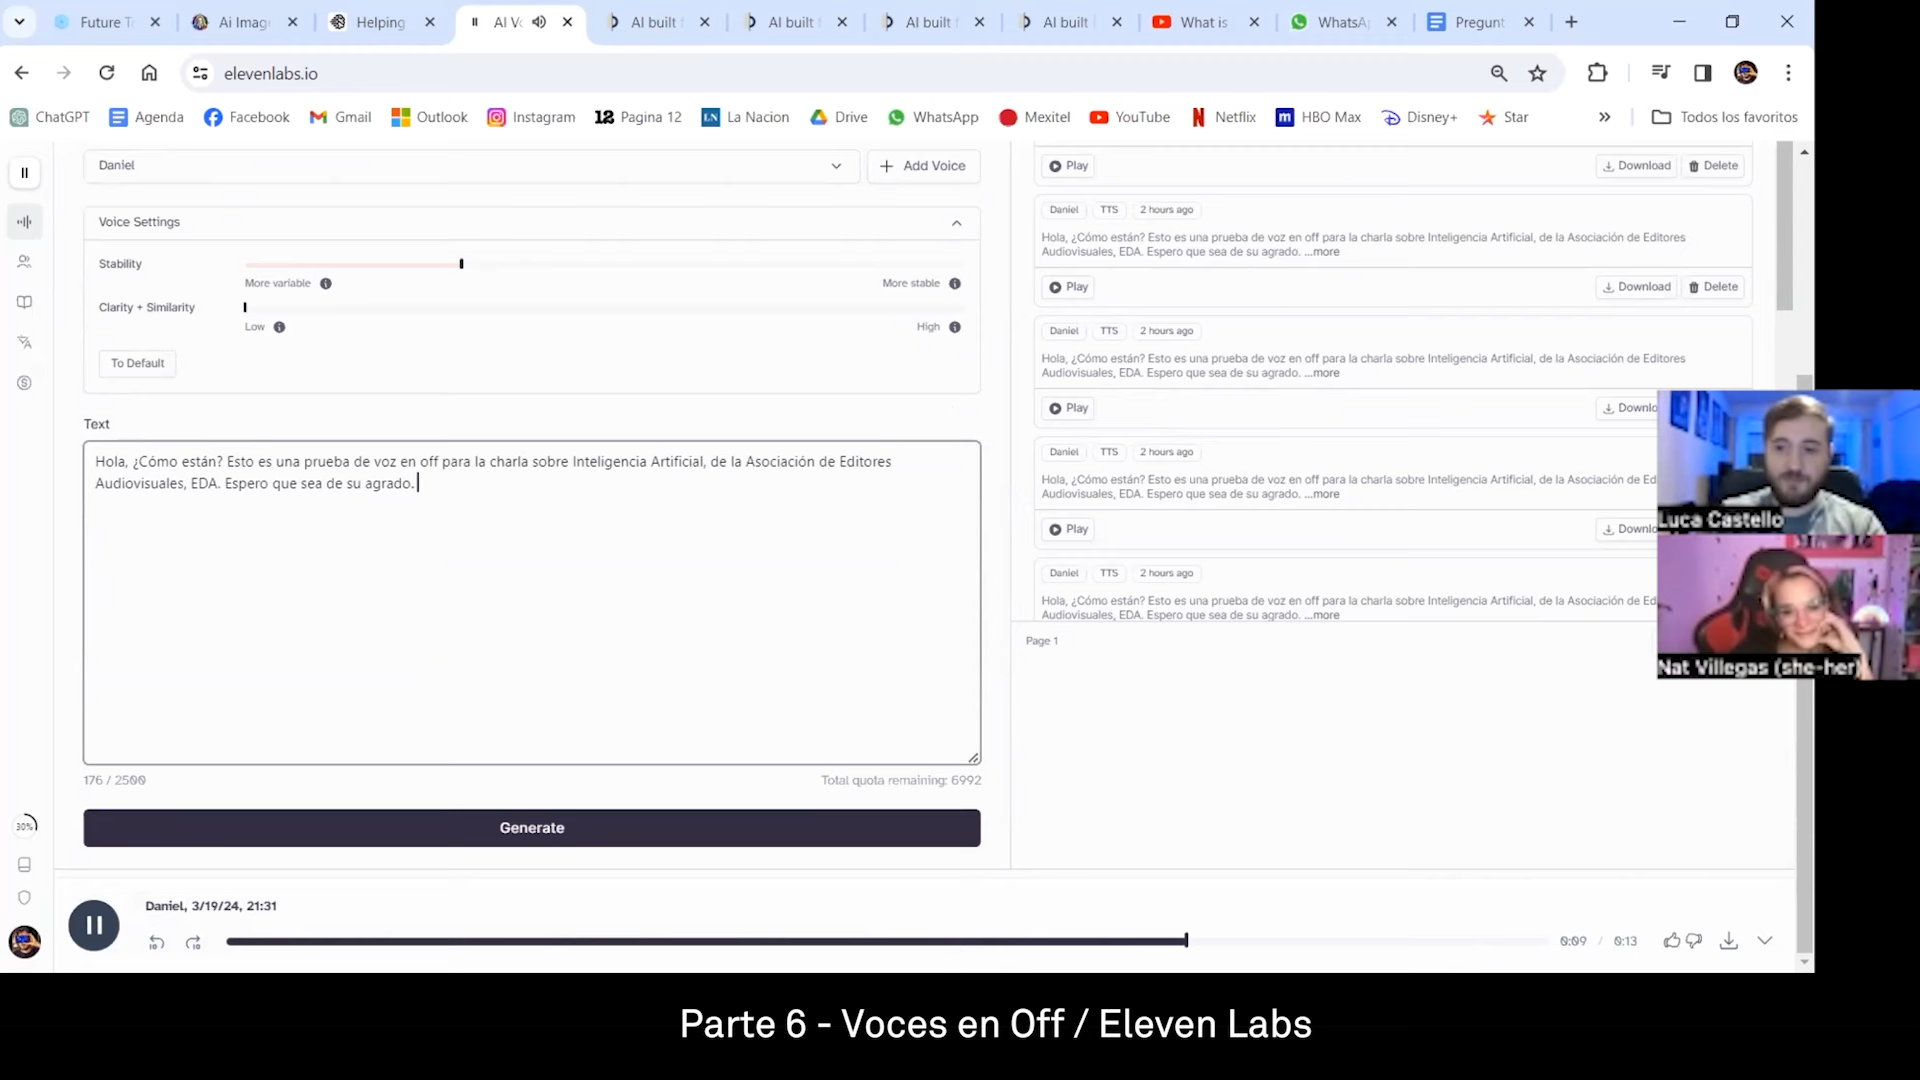 Future T
Ai Imag
Helping
AI Vo
AI built
AI built
AI built
AI built
What is
WhatsA
Pregunt
elevenlabs.io
ChatGPT
Agenda
Facebook
Gmail
Outlook
Instagram
12 Pagina 12
LN La Nacion
Drive
WhatsApp
Mexitel
YouTube
Netflix
HBO Max
Disney+
Star
Todos los favoritos
Daniel
Add Voice
Voice Settings
Stability
More variable
More stable
Clarity + Similarity
Low
High
To Default
Text
Hola, ¿Cómo están? Esto es una prueba de voz en off para la charla sobre Inteligencia Artificial, de la Asociación de Editores
Audiovisuales, EDA. Espero que sea de su agrado.
176 / 2500
Total quota remaining: 6992
Generate
30%
Play
Download
Delete
Daniel TTS 2 hours ago
Hola, ¿Cómo están? Esto es una prueba de voz en off para la charla sobre Inteligencia Artificial, de la Asociación de Editores
Audiovisuales, EDA. Espero que sea de su agrado. ...more
Play
Download
Delete
Daniel TTS 2 hours ago
Hola, ¿Cómo están? Esto es una prueba de voz en off para la charla sobre Inteligencia Artificial, de la Asociación de Editores
Audiovisuales, EDA. Espero que sea de su agrado. ...more
Play
Downlo
Daniel TTS 2 hours ago
Hola, ¿Cómo están? Esto es una prueba de voz en off para la charla sobre Inteligencia Artificial, de la Asociación de Ed
Audiovisuales, EDA. Espero que sea de su agrado. ...more
Play
Downlo
Daniel TTS 2 hours ago
Hola, ¿Cómo están? Esto es una prueba de voz en off para la charla sobre Inteligencia Artificial, de la Asociación de Ed
Audiovisuales, EDA. Espero que sea de su agrado. ...more
Page 1
Luca Castello
Nat Villegas (she-her)
Daniel, 3/19/24, 21:31
10
10
0:09 / 0:13
Parte 6 - Voces en Off / Eleven Labs